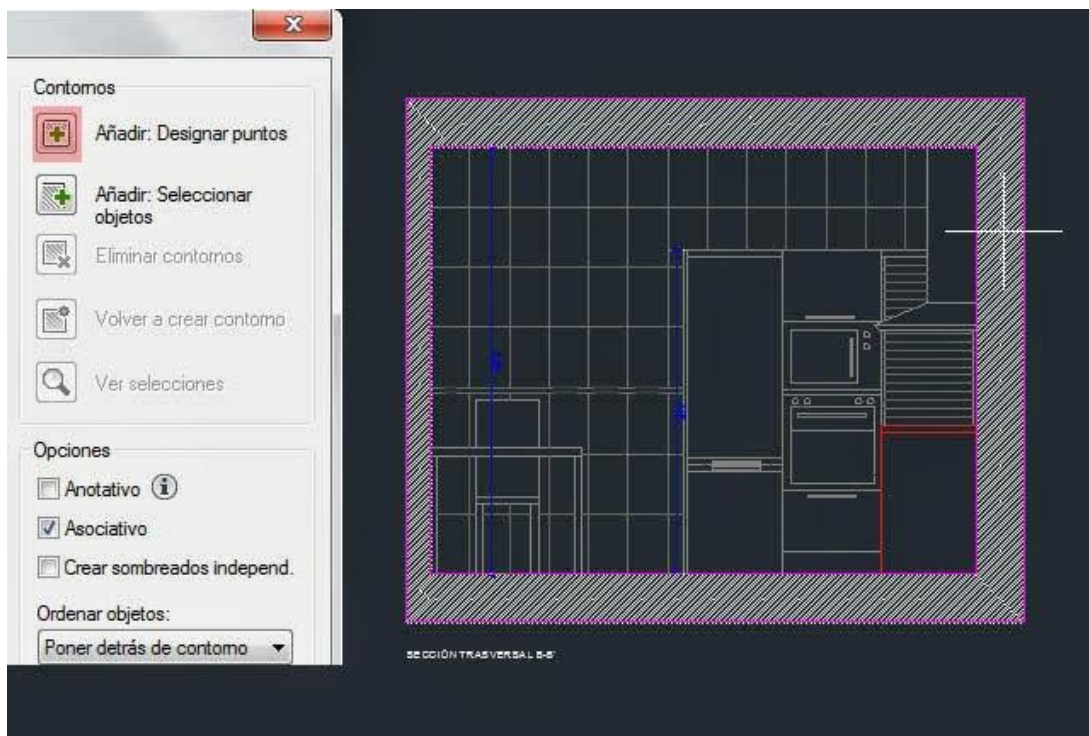 Contornos
Añadir: Designar puntos
Añadir: Seleccionar
objetos
Eliminar contornos
Volver a crear contorno
Ver selecciones
Opciones
Anotativo
Asociativo
Crear sombreados independ.
Ordenar objetos:
Poner detrás de contorno
SECCIÓN TRASVERSAL B-B'